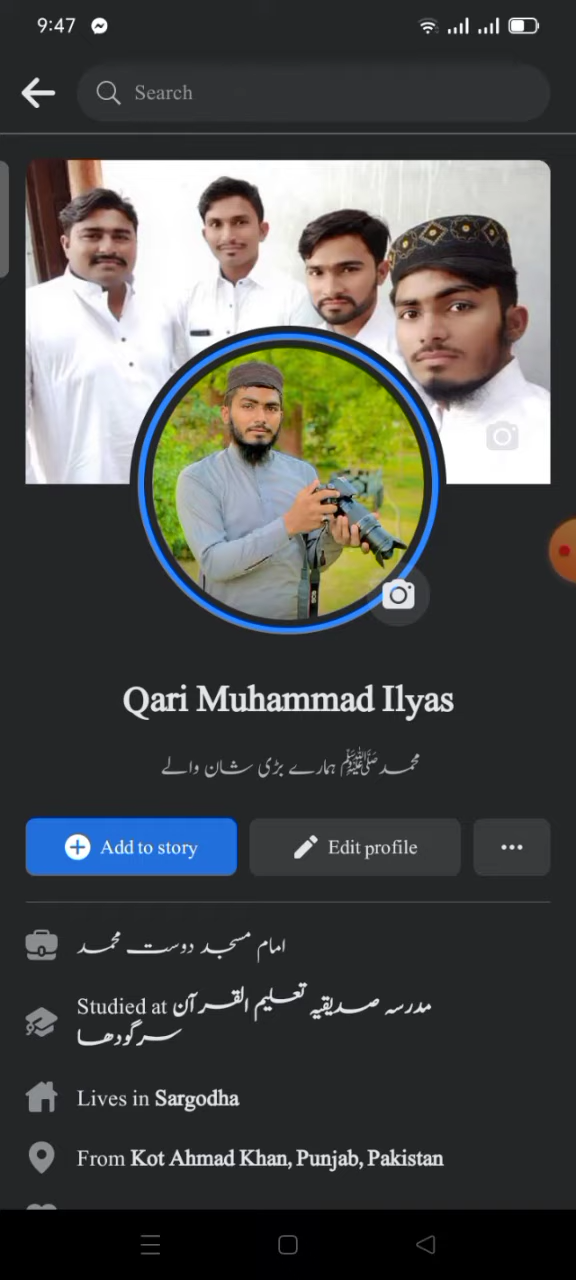 9:47
Search
Qari Muhammad Ilyas
محمدﷺ ہمارے بڑی شان والے
Add to story
Edit profile
امام مسجد دوست محمد
Studied at مدرسہ صدیقیہ تعلیم القرآن
سرگودھا
Lives in Sargodha
From Kot Ahmad Khan, Punjab, Pakistan